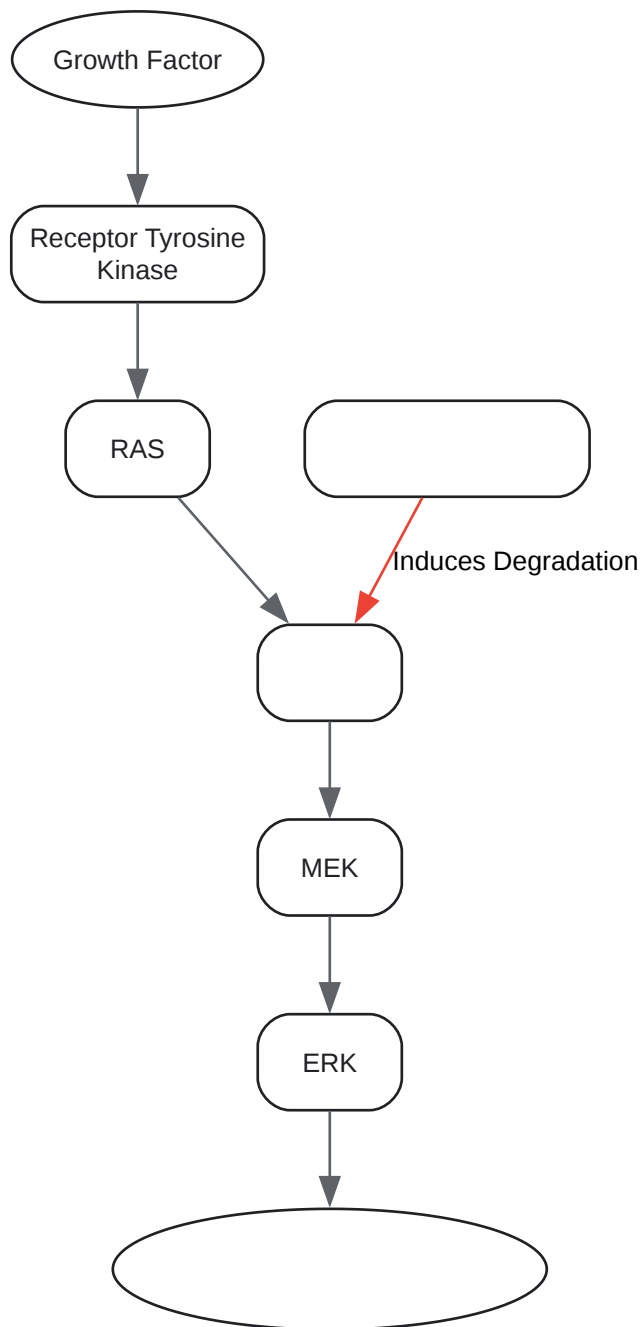 Growth Factor
Receptor Tyrosine
Kinase
RAS
Induces Degradation
MEK
ERK